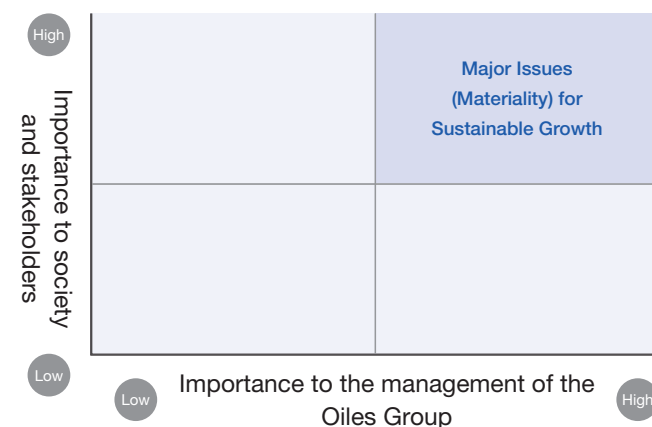 High
Major Issues
(Materiality) for
Sustainable Growth
Importance to society
and stakeholders
Low
Low
Importance to the management of the
Oiles Group
High